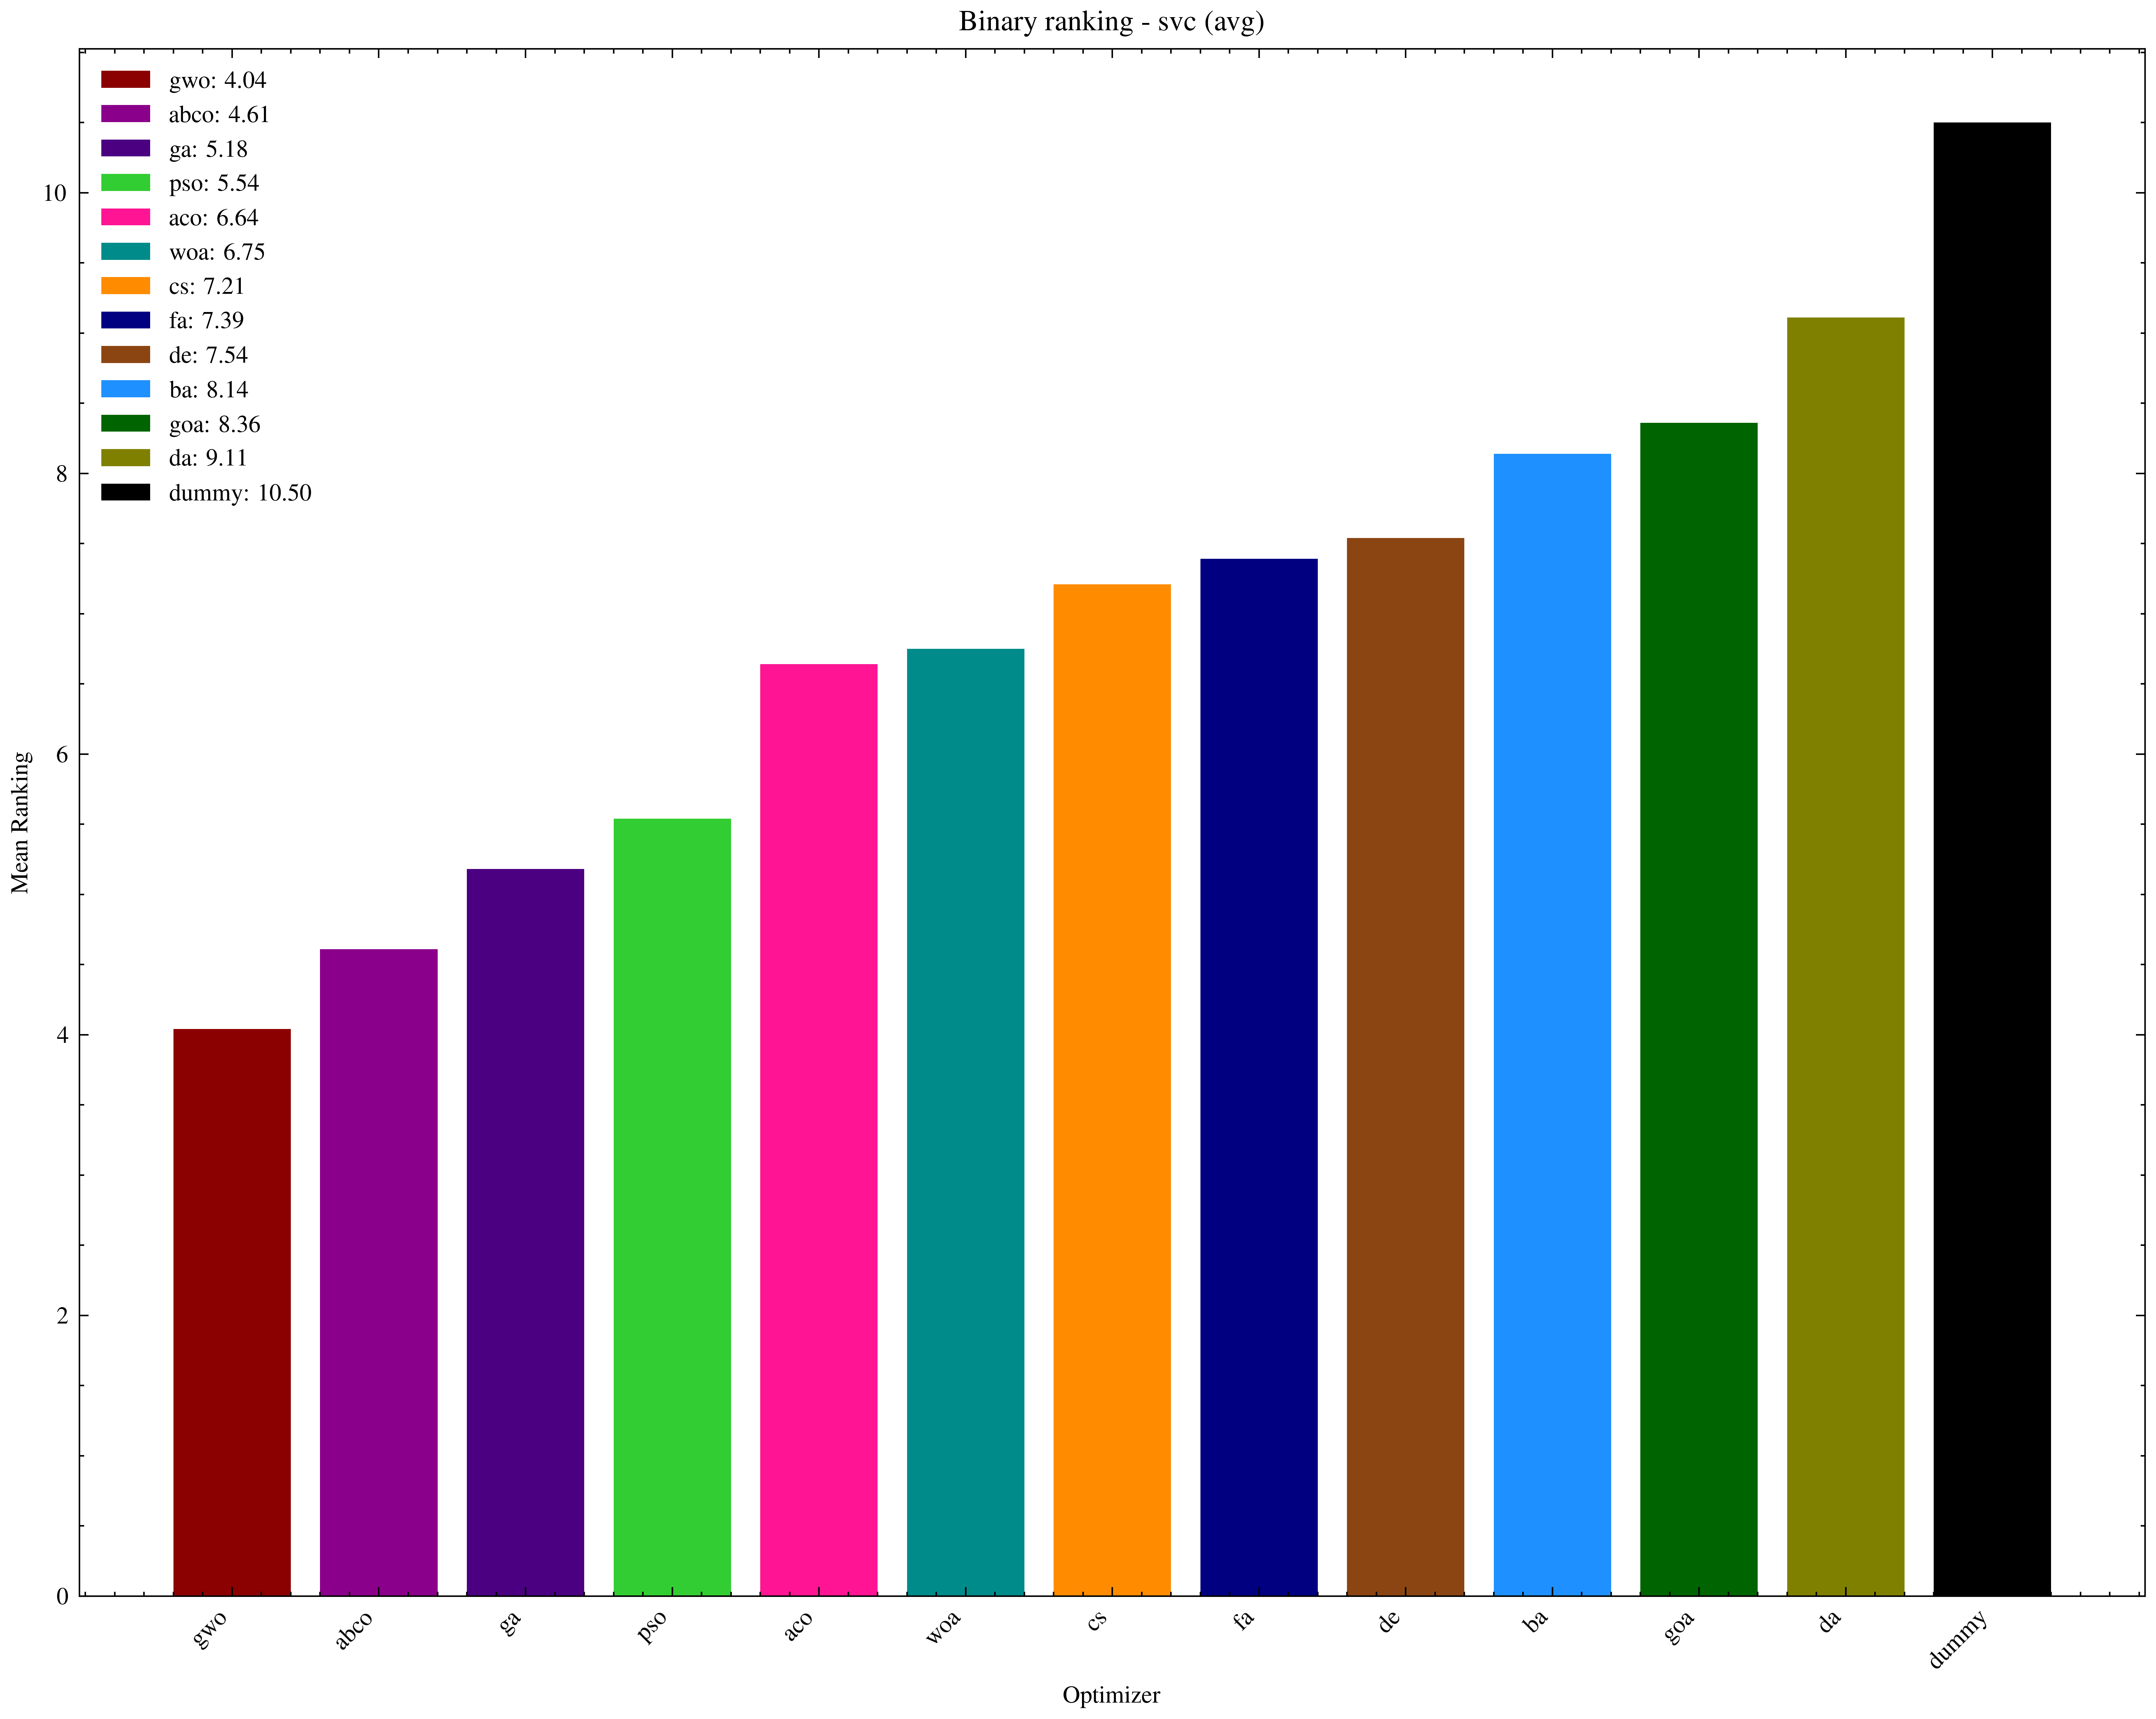 Binary ranking - svc (avg)
gwo: 4.04
abco: 4.61
ga: 5.18
pso: 5.54
aco: 6.64
woa: 6.75
cs: 7.21
fa: 7.39
de: 7.54
ba: 8.14
goa: 8.36
da: 9.11
dummy: 10.50
Mean Ranking
10
8
6
4
2
0
gwo
abco
ga
pso
aco
woa
cs
fa
de
ba
goa
da
dummy
Optimizer